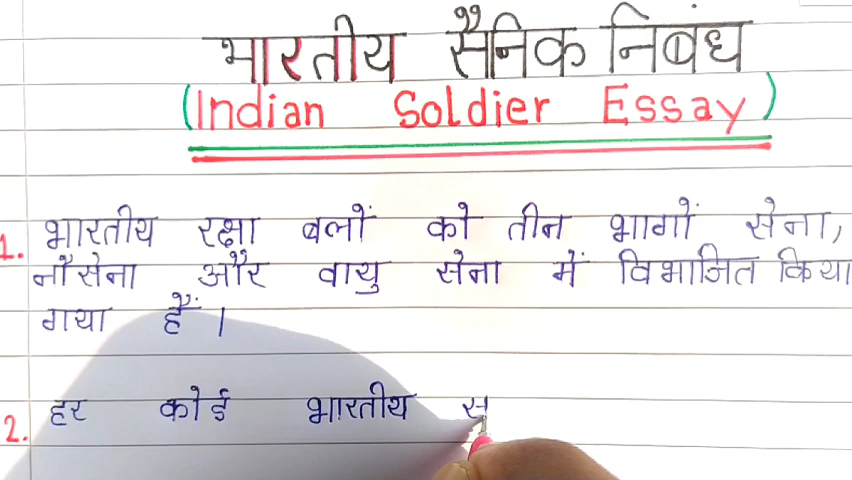 भारतीय सैनिक निबंध
(Indian Soldier Essay)
1. भारतीय रक्षा बलों को तीन भागों सेना,
नौसेना और वायु सेना में विभाजित किया
गया हैं।
2. हर कोई भारतीय स